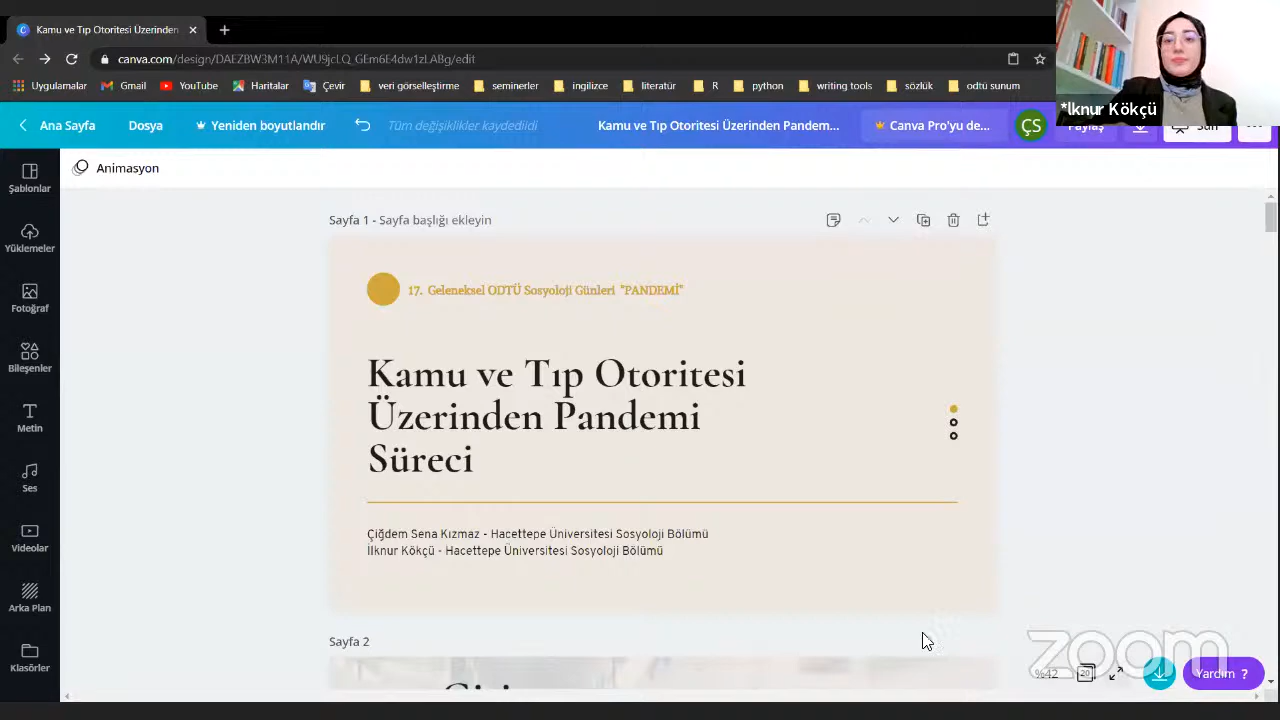 Kamu ve Tıp Otoritesi Üzerinden
canva.com/design/DAEZBW3M11A/WU9jcLQ_GEm6E4dw1zLABg/edit
Uygulamalar Gmail YouTube Haritalar Çevir veri görselleştirme seminerler ingilizce literatür R python writing tools sözlük odtü sunum
*İlknur Kökçü
Ana Sayfa Dosya Yeniden boyutlandır Tüm değişiklikler kaydedildi Kamu ve Tıp Otoritesi Üzerinden Pandem... Canva Pro'yu de... ÇS Paylaş
Animasyon
Şablonlar
Yüklemeler
Fotoğraf
Bileşenler
Metin
Ses
Videolar
Arka Plan
Klasörler
Sayfa 1 - Sayfa başlığı ekleyin
17. Geleneksel ODTÜ Sosyoloji Günleri "PANDEMİ"
Kamu ve Tıp Otoritesi
Üzerinden Pandemi
Süreci
Çiğdem Sena Kızmaz - Hacettepe Üniversitesi Sosyoloji Bölümü
İlknur Kökçü - Hacettepe Üniversitesi Sosyoloji Bölümü
Sayfa 2
zoom
%42 20 Yardım ?